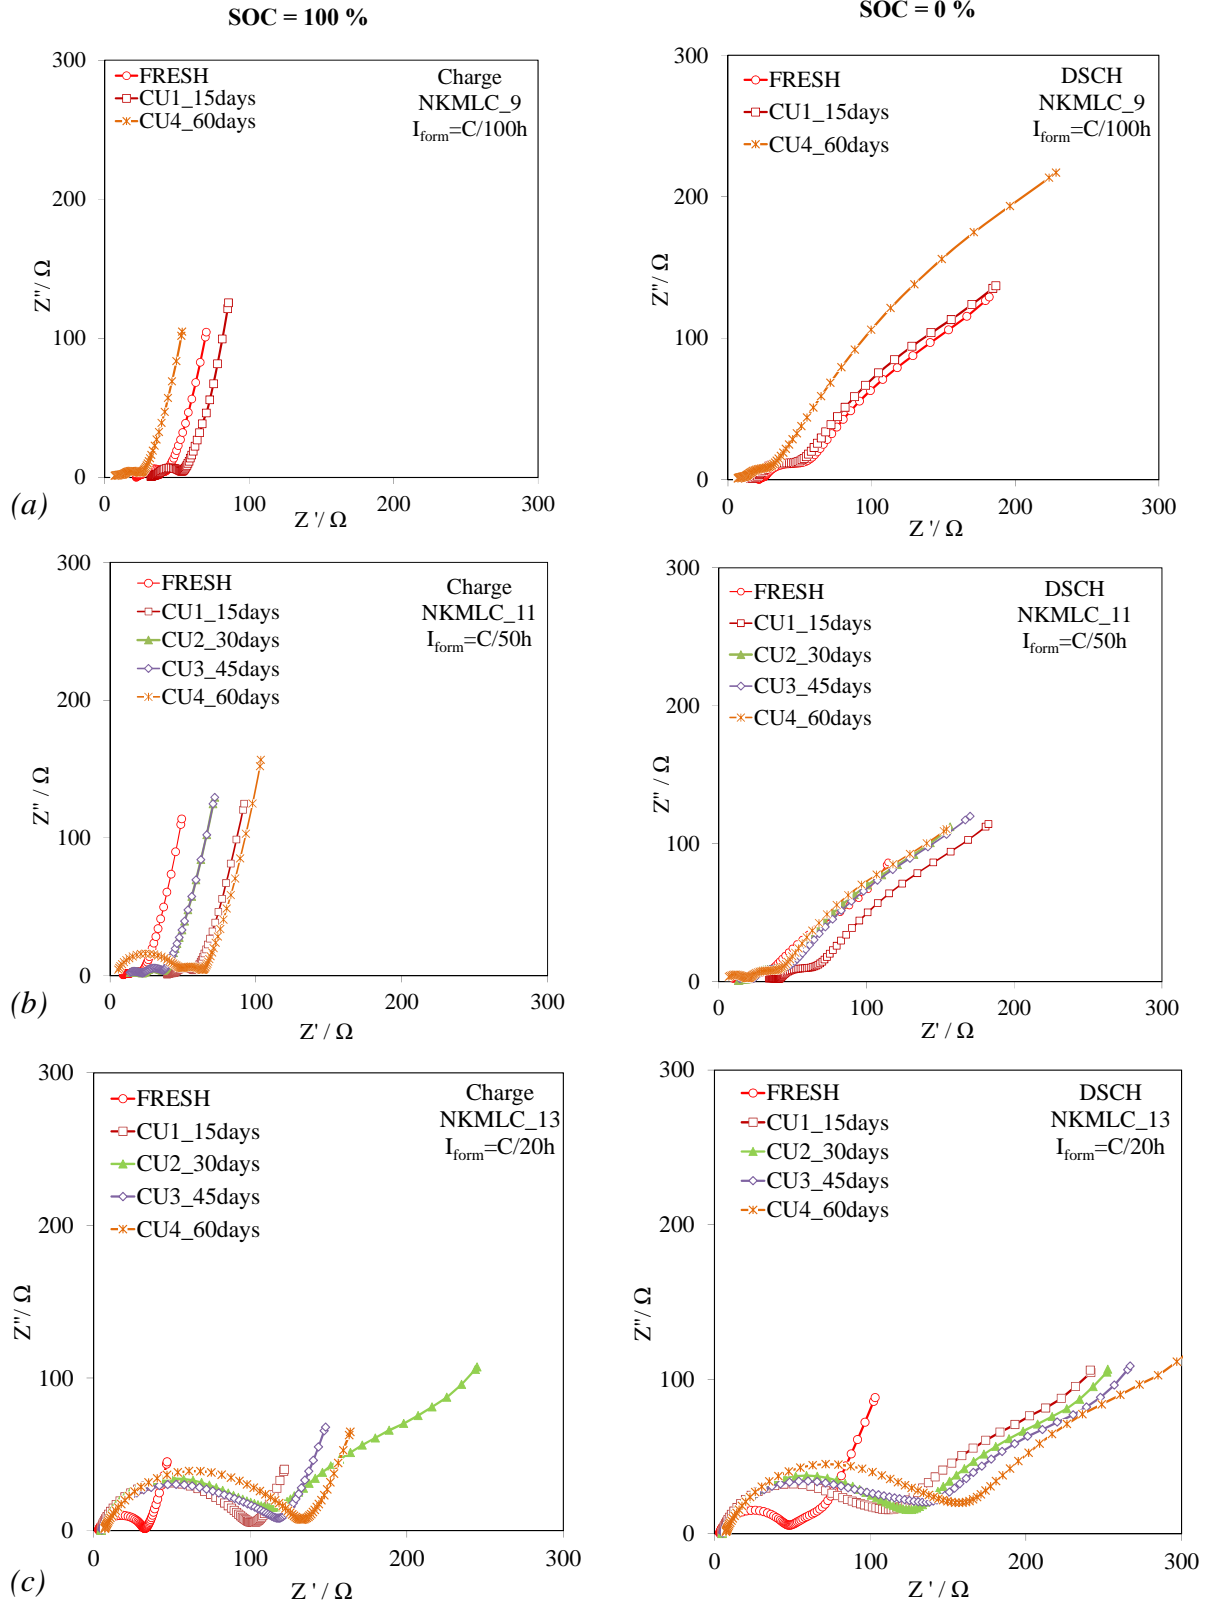 SOC = 100 %
SOC = 0 %
300
200
100
0
0
100
200
300
Z''/ Ω
Z '/ Ω
FRESH
CU1_15days
CU4_60days
Charge
NKMLC_9
Iform=C/100h
(a)
300
200
100
0
0
100
200
300
Z''/ Ω
Z '/ Ω
FRESH
CU1_15days
CU4_60days
DSCH
NKMLC_9
Iform=C/100h
300
200
100
0
0
100
200
300
Z'' / Ω
Z' / Ω
FRESH
CU1_15days
CU2_30days
CU3_45days
CU4_60days
Charge
NKMLC_11
Iform=C/50h
(b)
300
200
100
0
0
100
200
300
Z'' / Ω
Z' / Ω
FRESH
CU1_15days
CU2_30days
CU3_45days
CU4_60days
DSCH
NKMLC_11
Iform=C/50h
300
200
100
0
0
100
200
300
Z''/ Ω
Z ' / Ω
FRESH
CU1_15days
CU2_30days
CU3_45days
CU4_60days
Charge
NKMLC_13
Iform=C/20h
(c)
300
200
100
0
0
100
200
300
Z''/ Ω
Z ' / Ω
FRESH
CU1_15days
CU2_30days
CU3_45days
CU4_60days
DSCH
NKMLC_13
Iform=C/20h